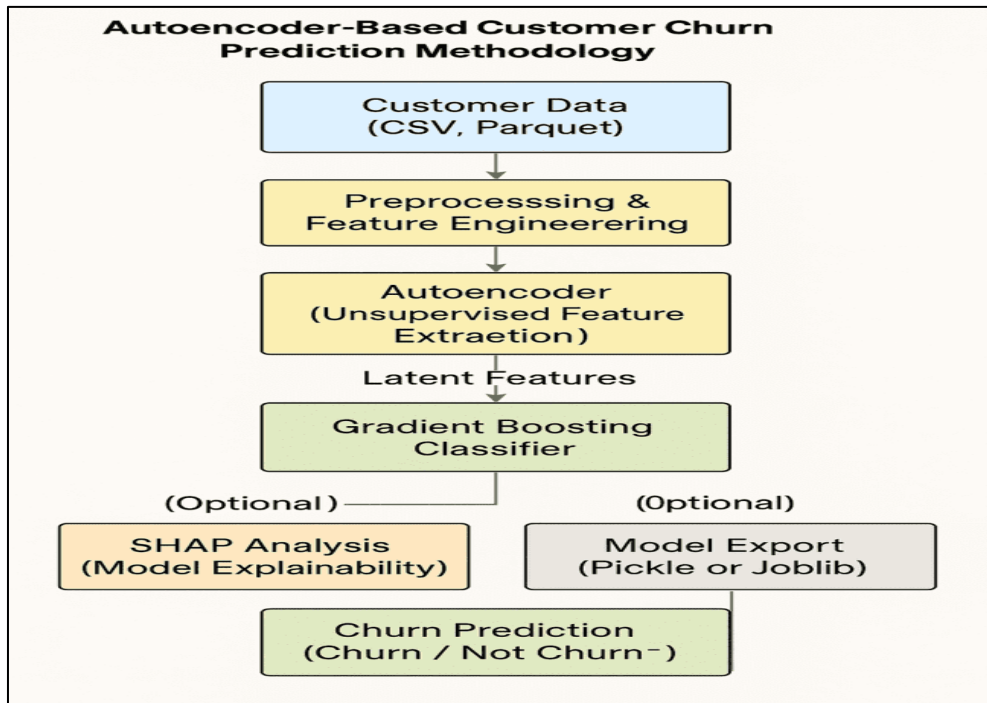 Autoencoder-Based Customer Churn
Prediction Methodology
Customer Data
(CSV, Parquet)
Preprocesssing &
Feature Engineerering
Autoencoder
(Unsupervised Feature
Extraetion)
Latent Features
Gradient Boosting
Classifier
(Optional)
(0ptional)
SHAP Analysis
(Model Explainability)
Model Export
(Pickle or Joblib)
Churn Prediction
(Churn / Not Churn⁻)